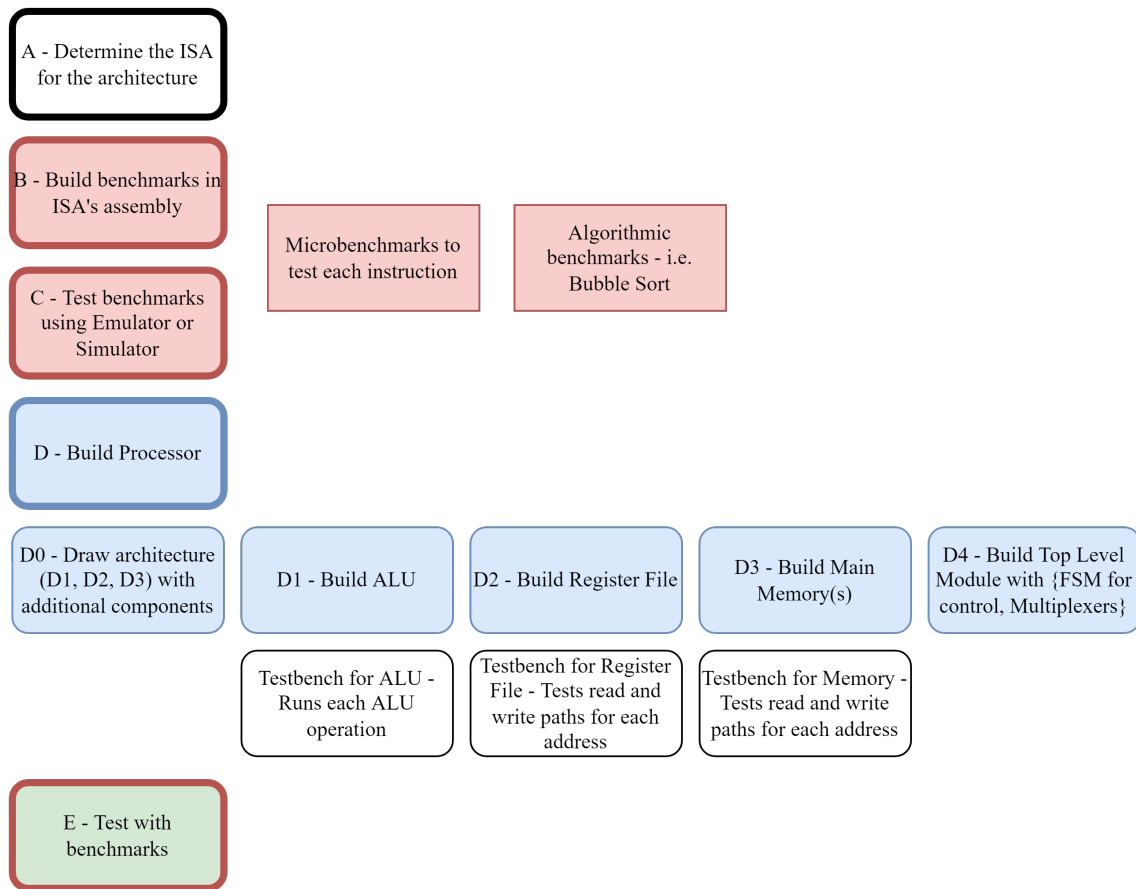 A - Determine the ISA
for the architecture
B - Build benchmarks in
ISA's assembly
Microbenchmarks to
test each instruction
Algorithmic
benchmarks - i.e.
Bubble Sort
C - Test benchmarks
using Emulator or
Simulator
D - Build Processor
D0 - Draw architecture
(D1, D2, D3) with
additional components
D1 - Build ALU
D2 - Build Register File
D3 - Build Main
Memory(s)
D4 - Build Top Level
Module with {FSM for
control, Multiplexers}
Testbench for ALU -
Runs each ALU
operation
Testbench for Register
File - Tests read and
write paths for each
address
Testbench for Memory -
Tests read and write
paths for each address
E - Test with
benchmarks